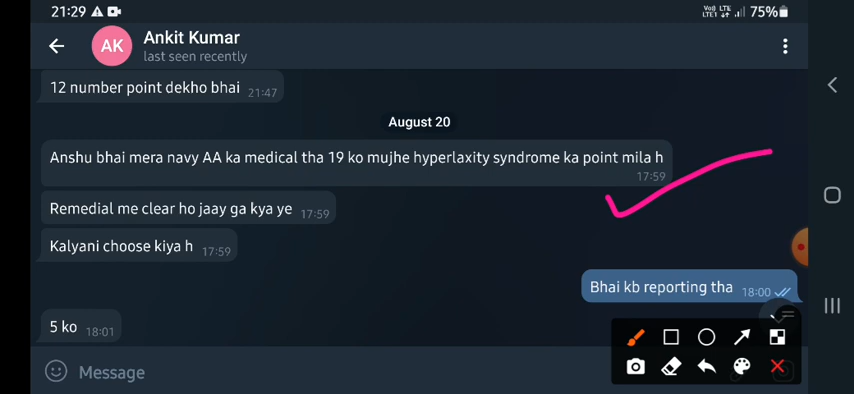 21:29 75%
Vo)) LTE
LTE1
AK
Ankit Kumar
last seen recently
12 number point dekho bhai 21:47
August 20
Anshu bhai mera navy AA ka medical tha 19 ko mujhe hyperlaxity syndrome ka point mila h
17:59
Remedial me clear ho jaay ga kya ye 17:59
Kalyani choose kiya h 17:59
Bhai kb reporting tha 18:00
5 ko 18:01
Message